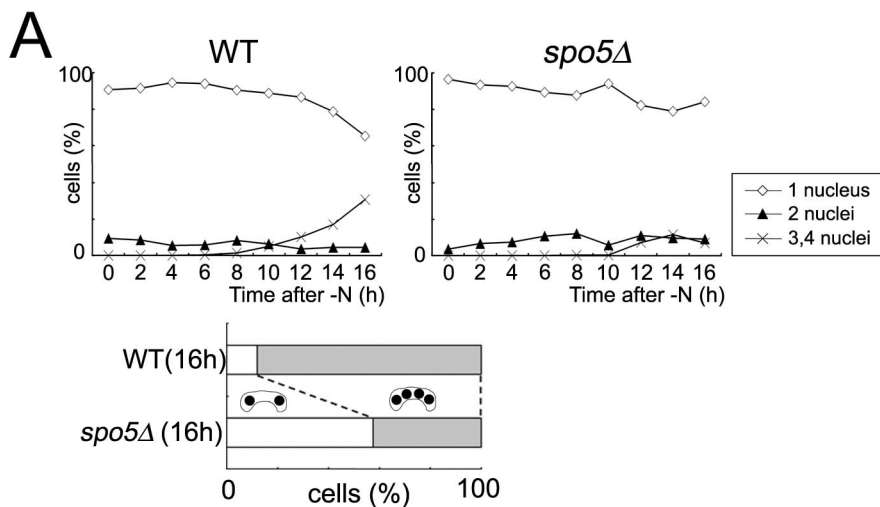 A
WT
spo5Δ
100
cells (%)
0
0 2 4 6 8 10 12 14 16
Time after -N (h)
100
cells (%)
0
0 2 4 6 8 10 12 14 16
Time after -N (h)
1 nucleus
2 nuclei
3,4 nuclei
WT(16h)
spo5Δ (16h)
0
100
cells (%)